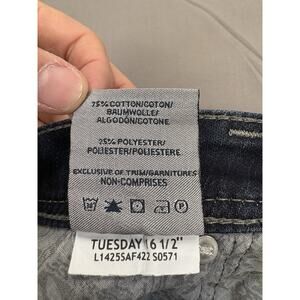 75% COTTON/COTON/
BAUMWOLLE/
ALGODÓN/COTONE
25% POLYESTER/
POLIESTER/POLIESTERE
EXCLUSIVE OF TRIM/GARNITURES
NON-COMPRISES
TUESDAY 16 1/2"
L1425SAF422 S0571